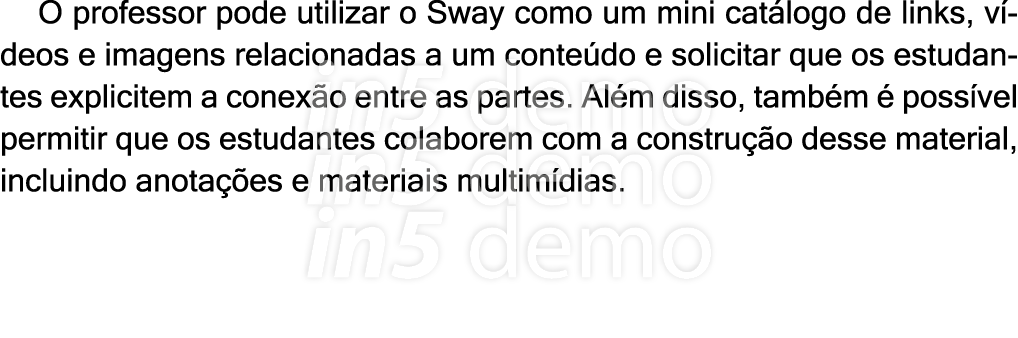 O professor pode utilizar o Sway como um mini catálogo de links, ví-
deos e imagens relacionadas a um conteúdo e solicitar que os estudan-
tes explicitem a conexão entre as partes. Além disso, também é possível
permitir que os estudantes colaborem com a construção desse material,
incluindo anotações e materiais multimídias.
in5 demo
in5 demo
in5 demo